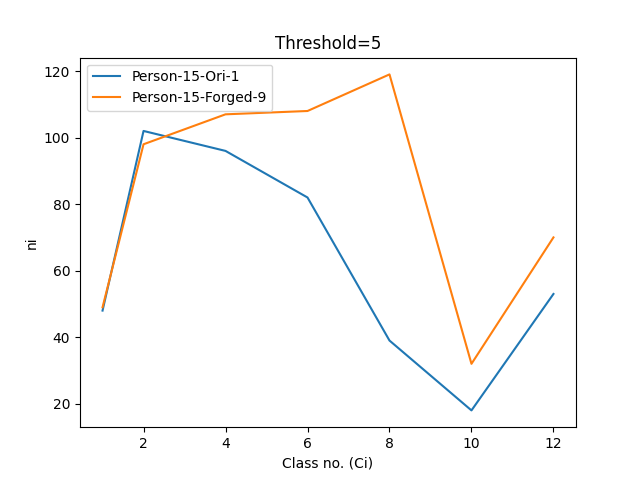 Threshold=5
Person-15-Ori-1
Person-15-Forged-9
120
100
80
60
40
20
ni
2 4 6 8 10 12
Class no. (Ci)